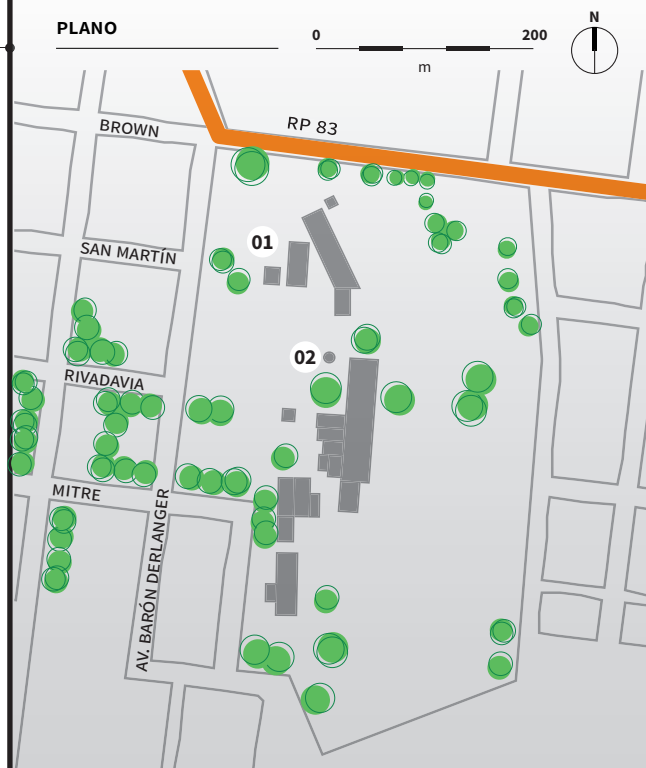 PLANO
0 200
m
N
RP 83
BROWN
01
SAN MARTÍN
02
RIVADAVIA
MITRE
AV. BARÓN DERLANGER